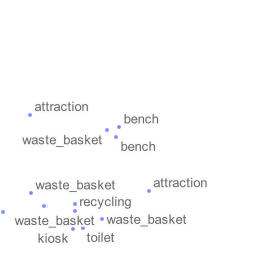 attraction
bench
waste_basket
bench
attraction
waste_basket
recycling
waste_basket
waste_basket
kiosk
toilet